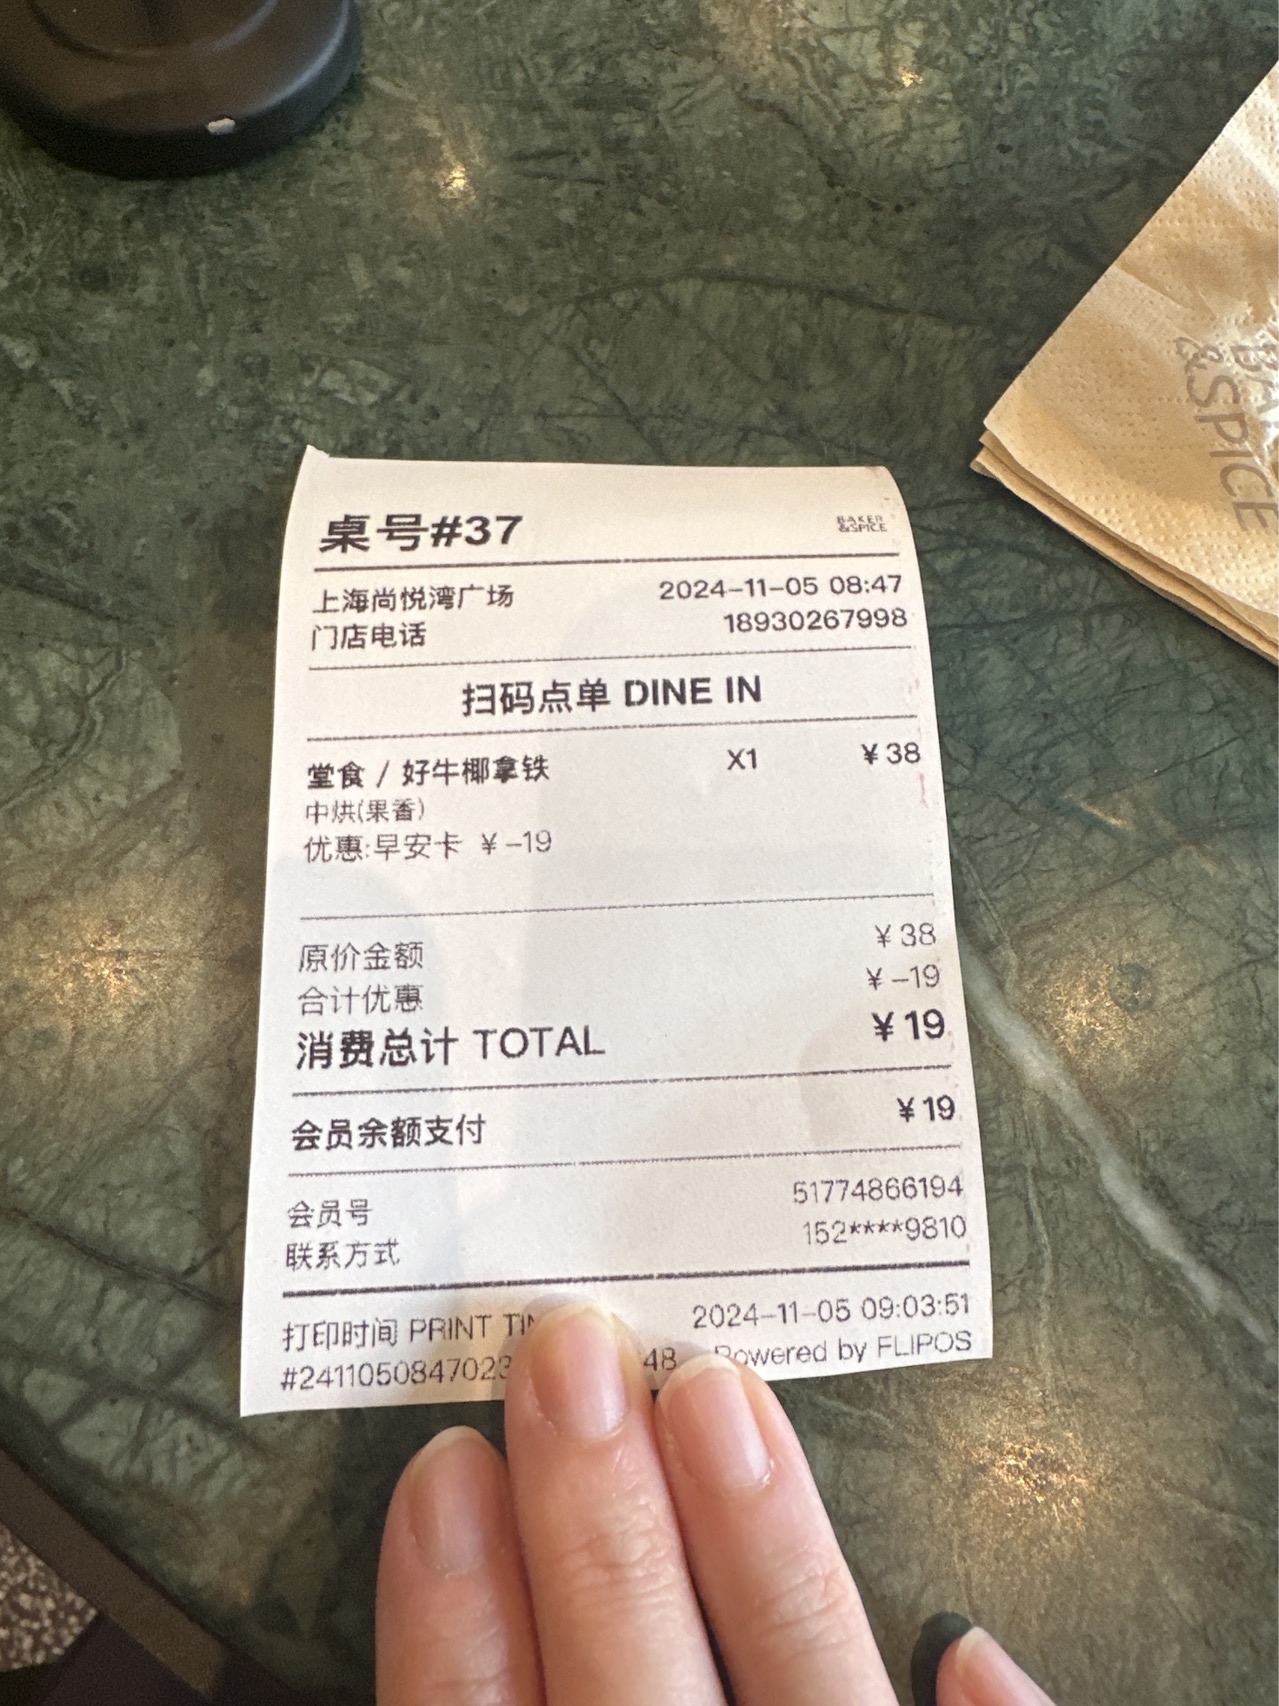 桌号#37
BAKER
&SPICE
上海尚悦湾广场 2024-11-05 08:47
门店电话 18930267998
扫码点单 DINE IN
堂食 / 好牛椰拿铁 X1 ¥38
中烘(果香)
优惠:早安卡 ¥-19
原价金额 ¥38
合计优惠 ¥-19
消费总计 TOTAL ¥19
会员余额支付 ¥19
会员号 51774866194
联系方式 152****9810
打印时间 PRINT 2024-11-05 09:03:51
Powered by FLIPOS
&SPICE